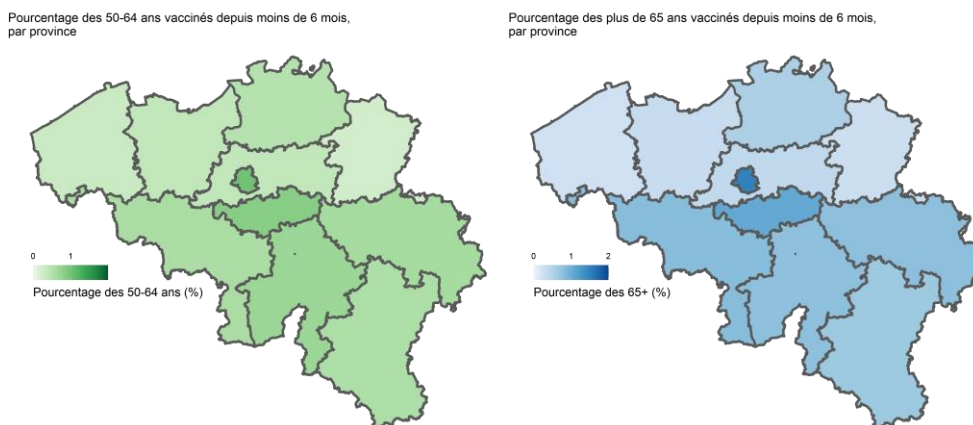 Pourcentage des 50-64 ans vaccinés depuis moins de 6 mois,
par province
0 1
Pourcentage des 50-64 ans (%)
Pourcentage des plus de 65 ans vaccinés depuis moins de 6 mois,
par province
0 1 2
Pourcentage des 65+ (%)